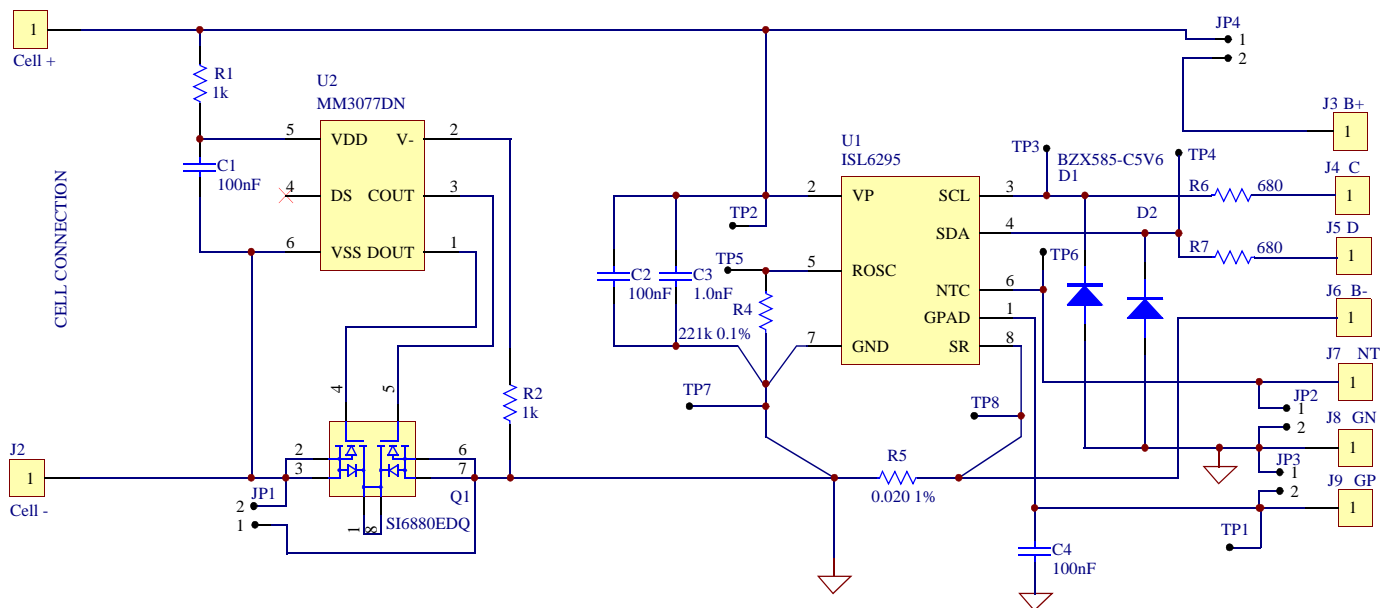 1
Cell +
R1
1k
U2
MM3077DN
5
VDD
V-
2
C1
100nF
4
DS
COUT
3
6
VSS
DOUT
1
CELL CONNECTION
4
5
R2
1k
J2
1
Cell -
2
3
6
7
JP1
2
1
1
8
Q1
SI6880EDQ
JP4
1
2
J3 B+
1
U1
ISL6295
TP3
BZX585-C5V6
D1
TP4
J4 C
1
2
VP
SCL
3
R6
680
TP2
D2
SDA
4
J5 D
1
R7
680
TP5
5
ROSC
TP6
C2
100nF
C3
1.0nF
NTC
6
J6 B-
1
R4
221k 0.1%
GPAD
1
7
GND
SR
8
J7 NT
1
TP7
TP8
JP2
1
2
J8 GN
1
R5
0.020 1%
JP3
1
2
J9 GP
1
TP1
C4
100nF